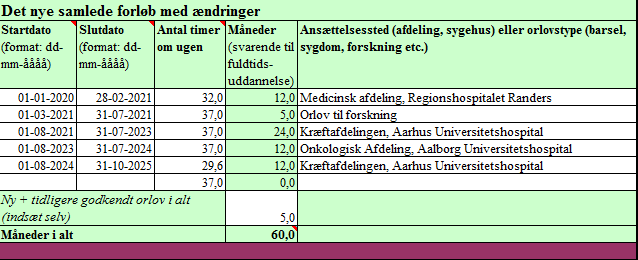 Det nye samlede forløb med ændringer
Startdato Slutdato Antal timer Måneder Ansættelsessted (afdeling, sygehus) eller orlovstype (barsel,
(format: dd- (format: dd- om ugen (svarende til sygdom, forskning etc.)
mm-åååå) mm-åååå) fuldtids-
uddannelse)
01-01-2020 28-02-2021 32,0 12,0 Medicinsk afdeling, Regionshospitalet Randers
01-03-2021 31-07-2021 37,0 5,0 Orlov til forskning
01-08-2021 31-07-2023 37,0 24,0 Kræftafdelingen, Aarhus Universitetshospital
01-08-2023 31-07-2024 37,0 12,0 Onkologisk Afdeling, Aalborg Universitetshospital
01-08-2024 31-10-2025 29,6 12,0 Kræftafdelingen, Aarhus Universitetshospital
37,0 0,0
Ny + tidligere godkendt orlov i alt
(indsæt selv) 5,0
Måneder i alt 60,0